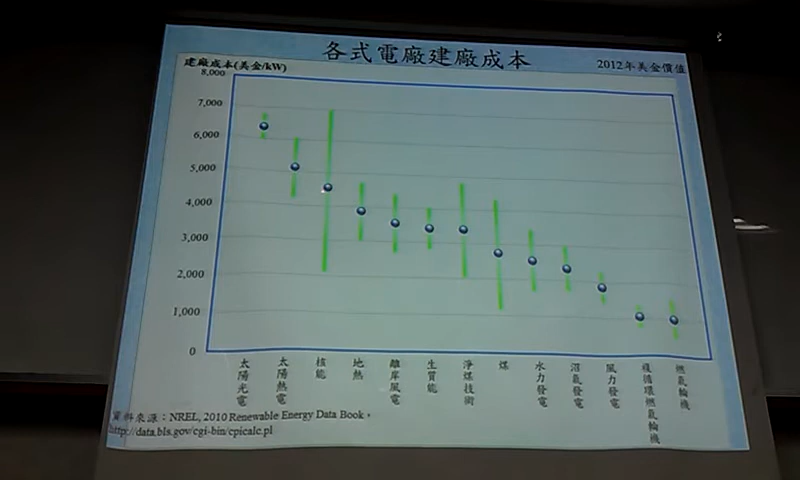 各式電廠建廠成本
建廠成本(美金/kW)
2012年美金價值
8,000
7,000
6,000
5,000
4,000
3,000
2,000
1,000
0
太陽光電
太陽熱電
核能
地熱
離岸風電
生質能
淨煤技術
煤
水力發電
沼氣發電
風力發電
複循環燃氣輪機
燃氣輪機
資料來源：NREL, 2010 Renewable Energy Data Book，
http://data.bls.gov/cgi-bin/cpicalc.pl